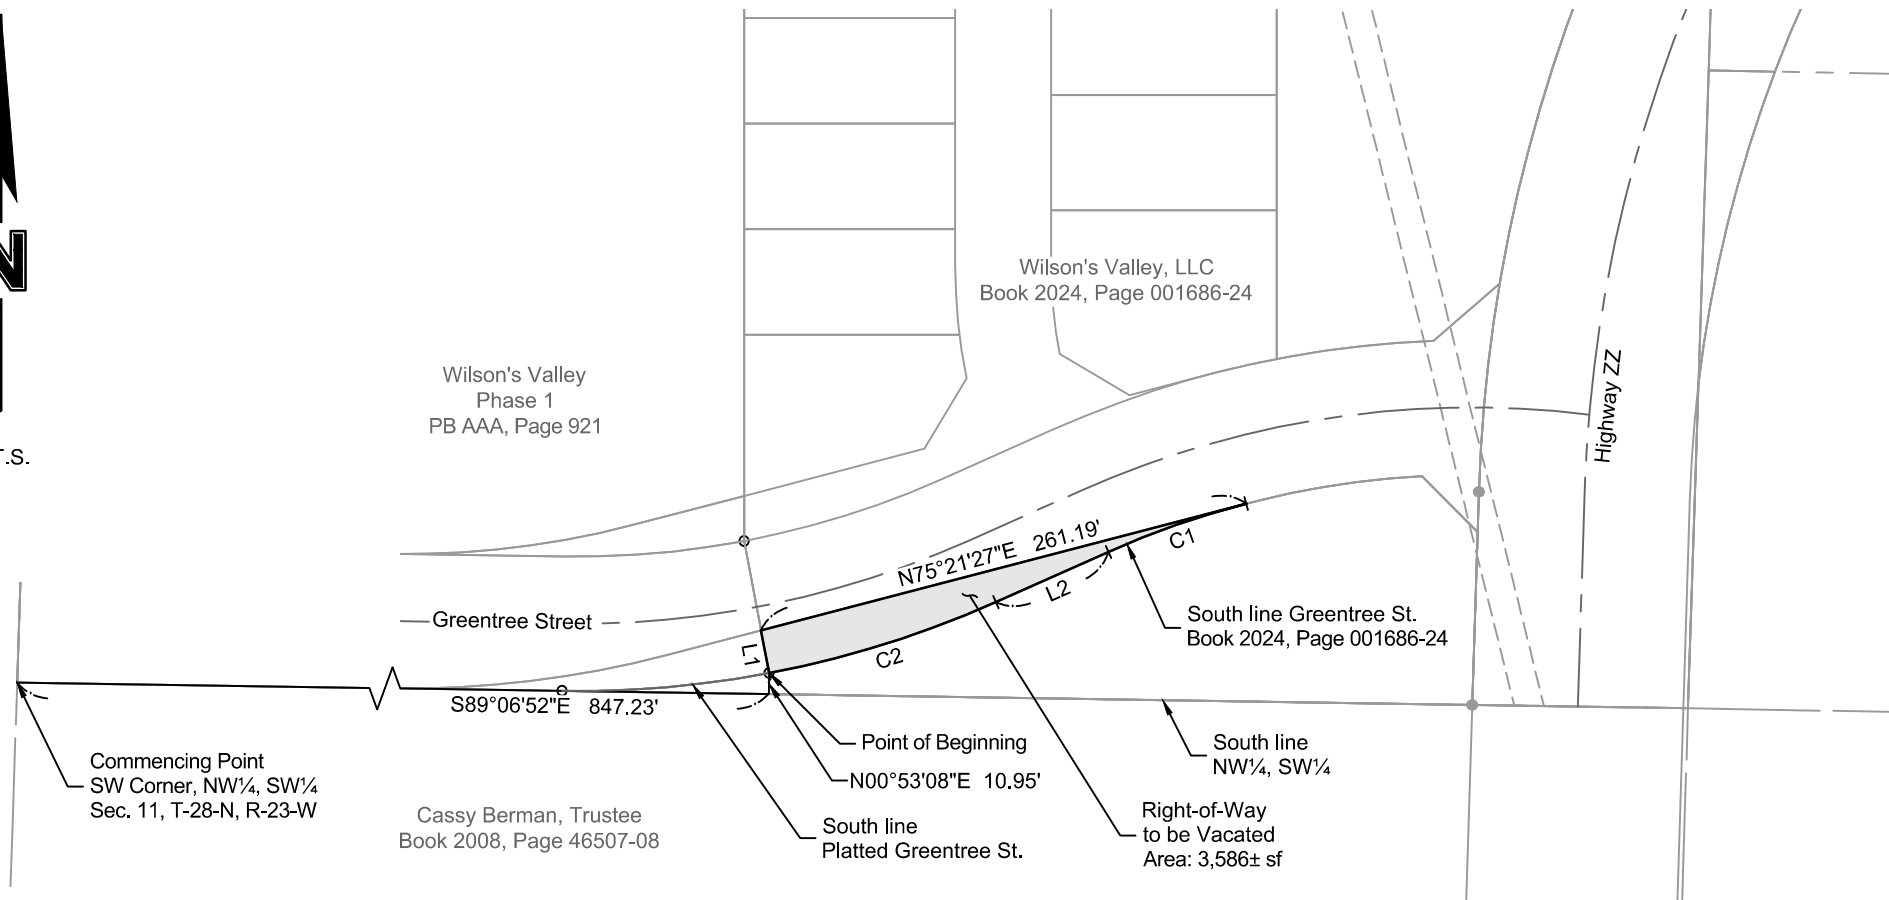 N
T.S.
Wilson's Valley, LLC
Book 2024, Page 001686-24
Wilson's Valley
Phase 1
PB AAA, Page 921
Highway ZZ
N75°21'27"E 261.19'
C1
L2
Greentree Street
L1
C2
South line Greentree St.
Book 2024, Page 001686-24
S89°06'52"E 847.23'
Commencing Point
SW Corner, NW¼, SW¼
Sec. 11, T-28-N, R-23-W
Point of Beginning
N00°53'08"E 10.95'
South line
NW¼, SW¼
Cassy Berman, Trustee
Book 2008, Page 46507-08
South line
Platted Greentree St.
Right-of-Way
to be Vacated
Area: 3,586± sf